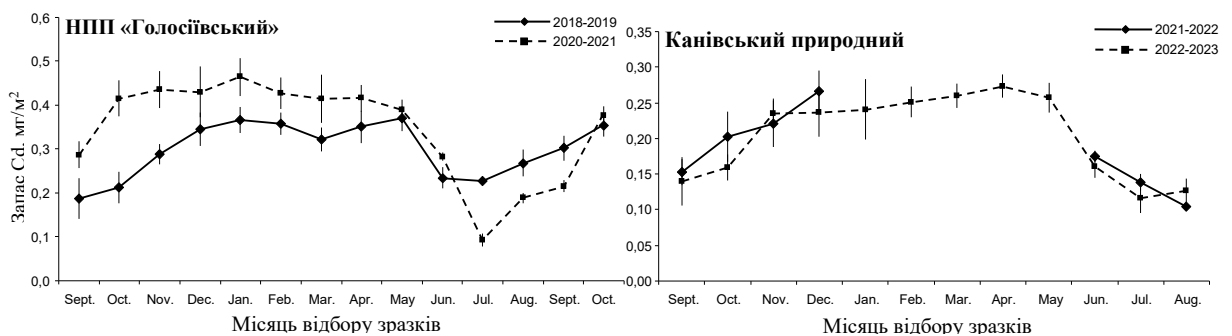 НПП «Голосіївський»
2018-2019
2020-2021
Запас Cd. мг/м²
0,6
0,5
0,4
0,3
0,2
0,1
0,0
Sept. Oct. Nov. Dec. Jan. Feb. Mar. Apr. May Jun. Jul. Aug. Sept. Oct.
Місяць відбору зразків
Канівський природний
2021-2022
2022-2023
0,35
0,30
0,25
0,20
0,15
0,10
0,05
0,00
Sept. Oct. Nov. Dec. Jan. Feb. Mar. Apr. May Jun. Jul. Aug.
Місяць відбору зразків